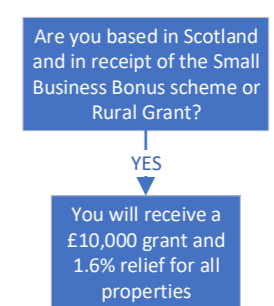 Are you based in Scotland
and in receipt of the Small
Business Bonus scheme or
Rural Grant?
YES
You will receive a
£10,000 grant and
1.6% relief for all
properties